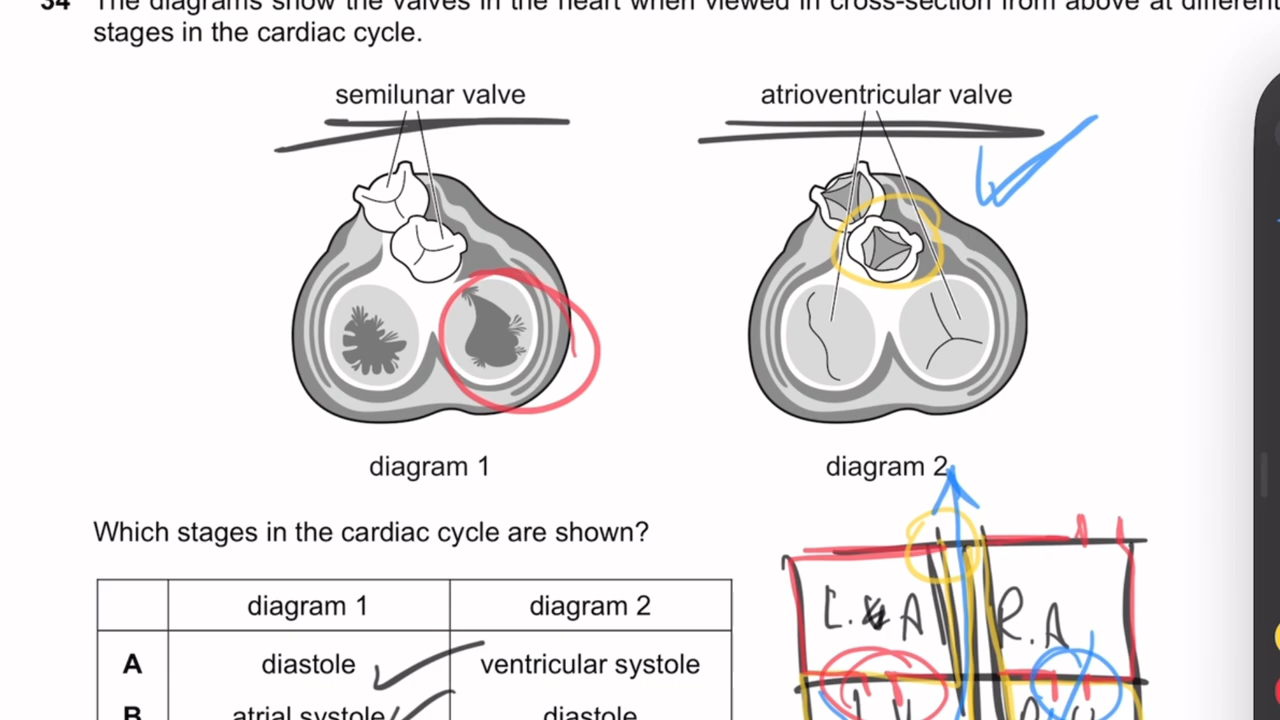 34 The diagrams show the valves in the heart when viewed in cross-section from above at different
stages in the cardiac cycle.
semilunar valve
atrioventricular valve
diagram 1
diagram 2
Which stages in the cardiac cycle are shown?
diagram 1
diagram 2
A
diastole
ventricular systole
B
atrial systole
diastole
L. A
R.A